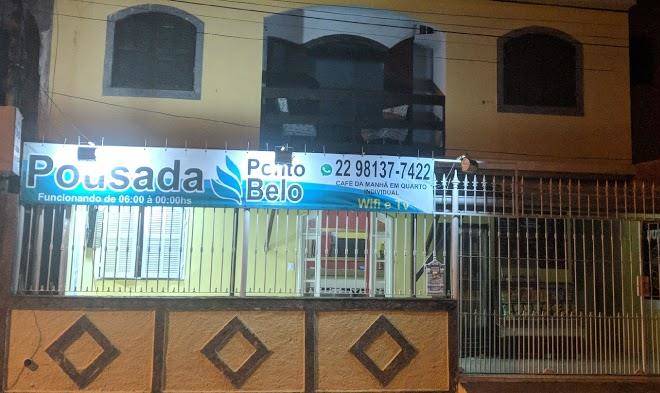 Pousada
Ponto
Belo
22 98137-7422
CAFÉ DA MANHÃ EM QUARTO
INDIVIDUAL
Wifi e TV
Funcionando de 06:00 à 00:00hs